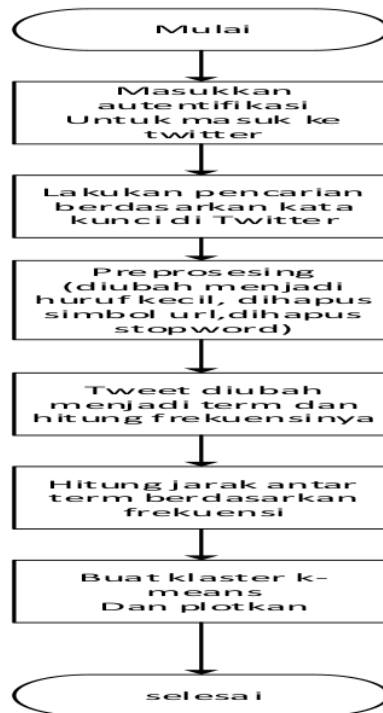 Mulai
Masukkan
autentifikasi
Untuk masuk ke
twitter
Lakukan pencarian
berdasarkan kata
kunci di Twitter
Preprosesing
(diubah menjadi
huruf kecil, dihapus
simbol url,dihapus
stopword)
Tweet diubah
menjadi term dan
hitung frekuensinya
Hitung jarak antar
term berdasarkan
frekuensi
Buat klaster k-
means
Dan plotkan
selesai